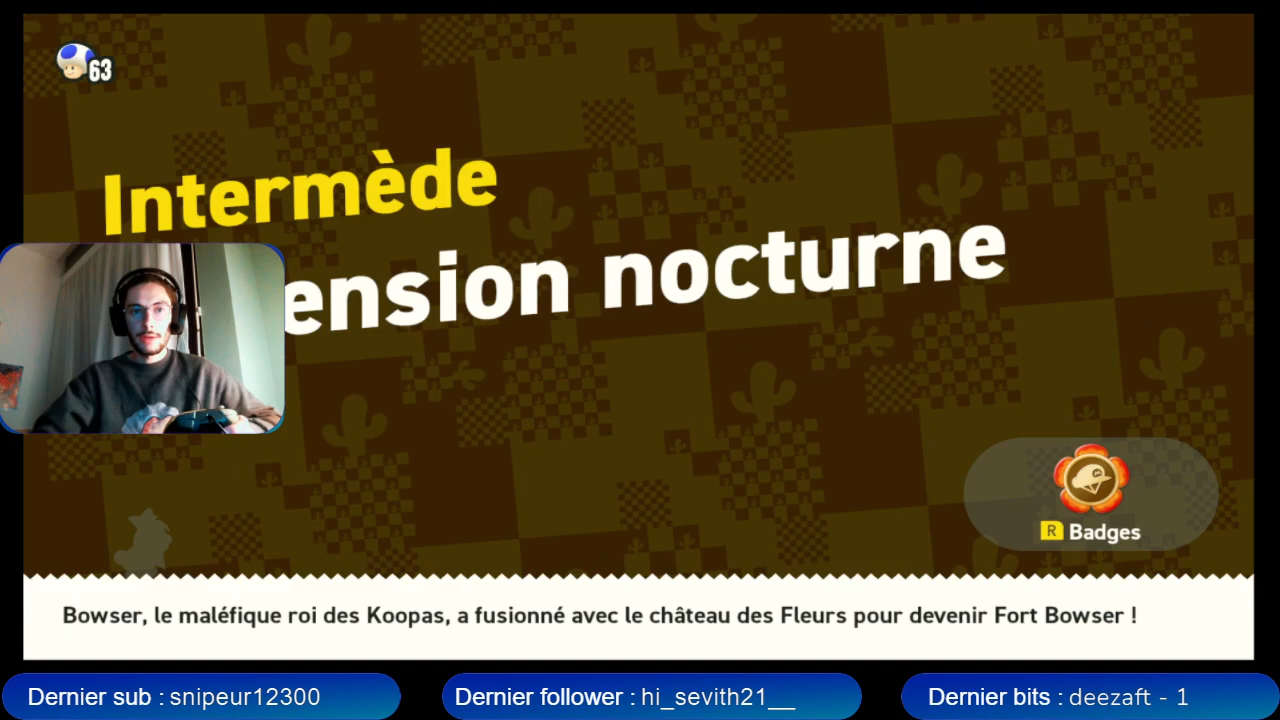 63
Intermède
ension nocturne
R Badges
Bowser, le maléfique roi des Koopas, a fusionné avec le château des Fleurs pour devenir Fort Bowser !
Dernier sub : snipeur12300
Dernier follower : hi_sevith21__
Dernier bits : deezaft - 1